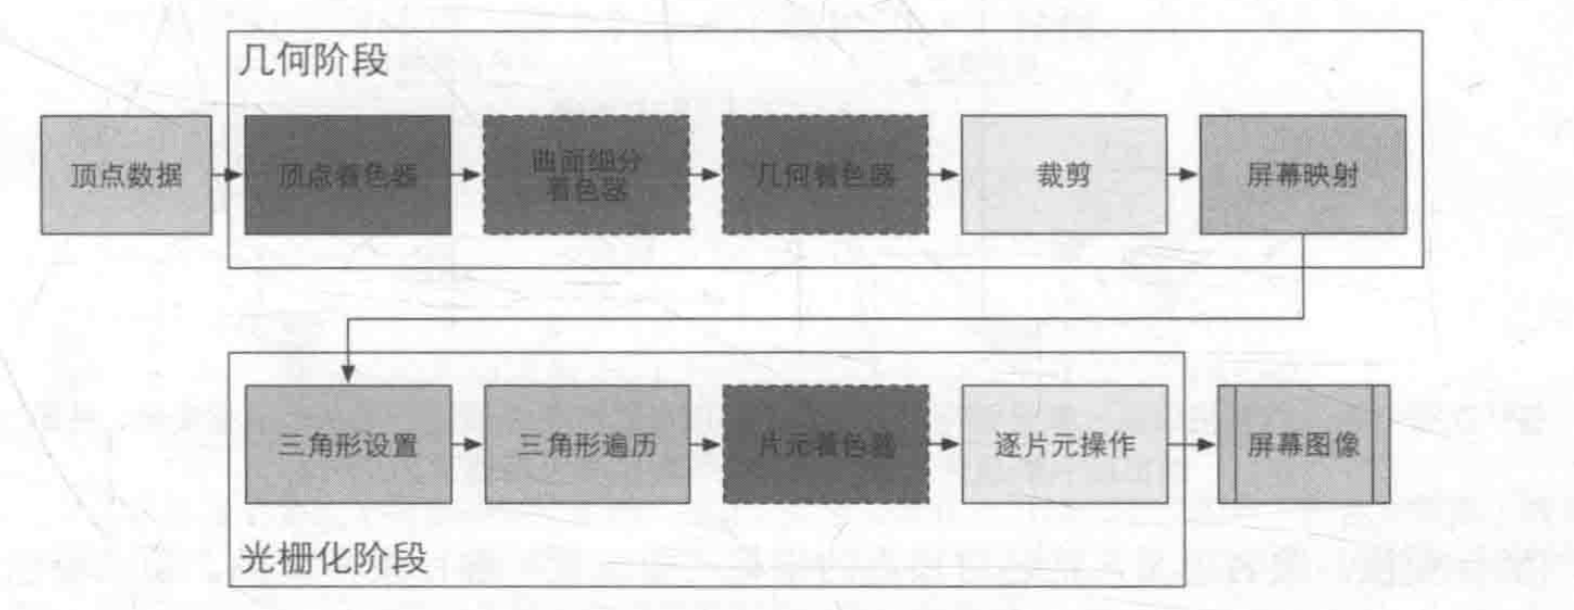 几何阶段
顶点数据
顶点着色器
曲面细分
着色器
几何着色器
裁剪
屏幕映射
三角形设置
三角形遍历
片元着色器
逐片元操作
屏幕图像
光栅化阶段